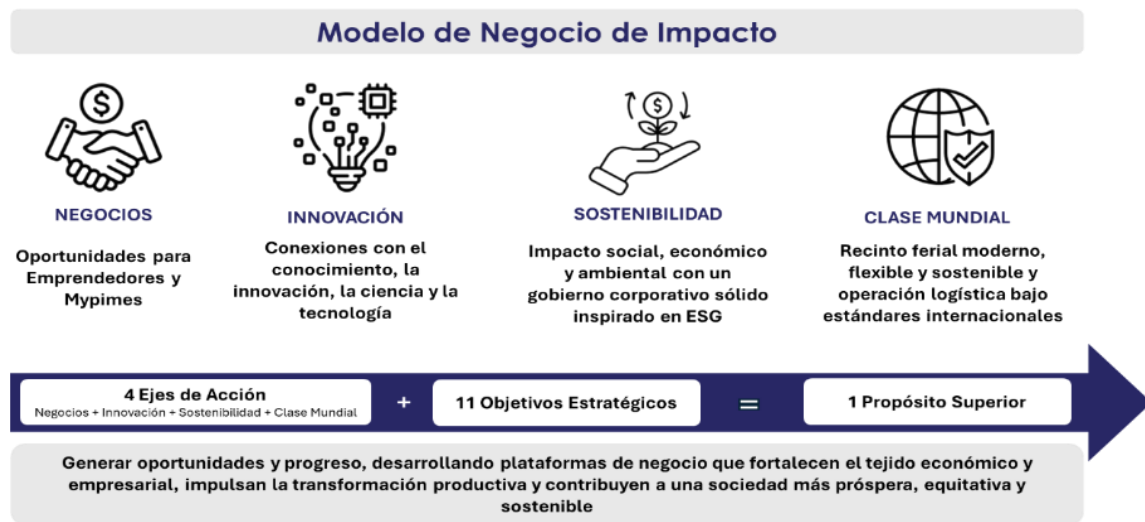 Modelo de Negocio de Impacto
$
$
NEGOCIOS
Oportunidades para
Emprendedores y
Mypimes
INNOVACIÓN
Conexiones con el
conocimiento, la
innovación, la ciencia y la
tecnología
SOSTENIBILIDAD
Impacto social, económico
y ambiental con un
gobierno corporativo sólido
inspirado en ESG
CLASE MUNDIAL
Recinto ferial moderno,
flexible y sostenible y
operación logística bajo
estándares internacionales
4 Ejes de Acción
Negocios + Innovación + Sostenibilidad + Clase Mundial
+
11 Objetivos Estratégicos
=
1 Propósito Superior
Generar oportunidades y progreso, desarrollando plataformas de negocio que fortalecen el tejido económico y
empresarial, impulsan la transformación productiva y contribuyen a una sociedad más próspera, equitativa y
sostenible